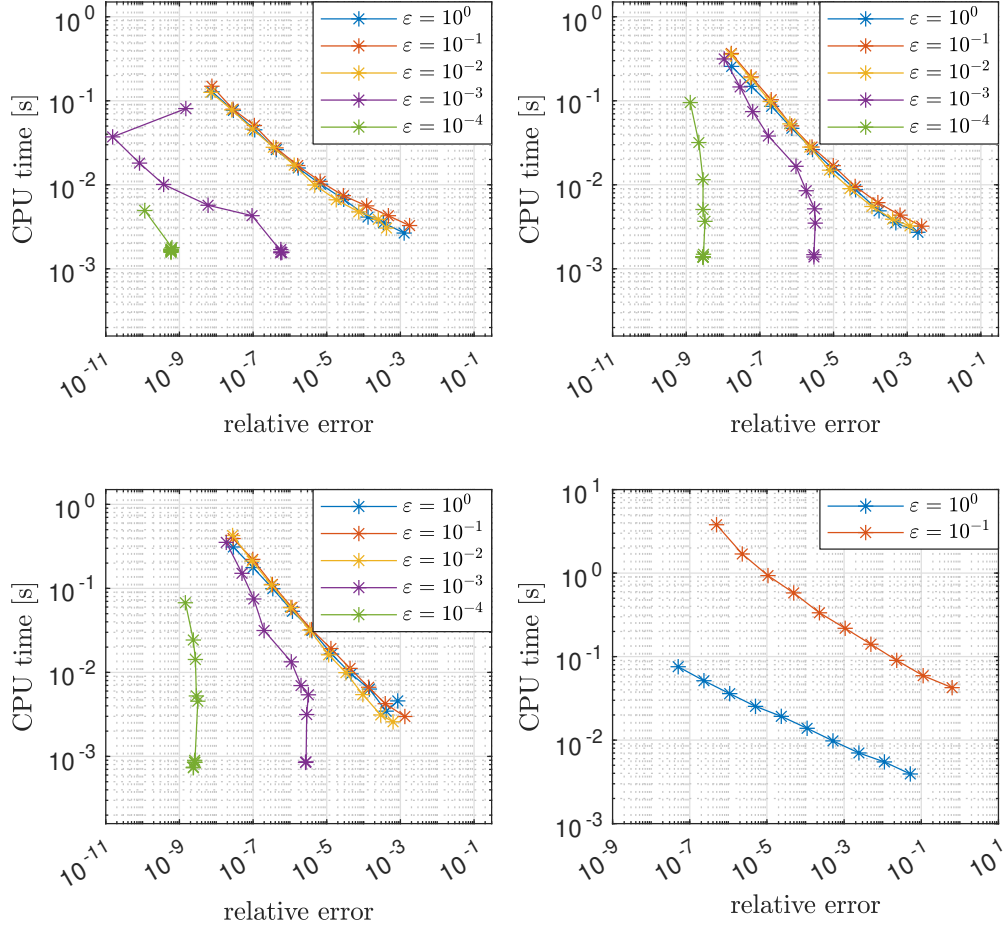 10^0
10^-1
10^-2
10^-3
CPU time [s]
ε = 10^0
ε = 10^-1
ε = 10^-2
ε = 10^-3
ε = 10^-4
10^-11
10^-9
10^-7
10^-5
10^-3
10^-1
relative error
10^0
10^-1
10^-2
10^-3
CPU time [s]
ε = 10^0
ε = 10^-1
ε = 10^-2
ε = 10^-3
ε = 10^-4
10^-11
10^-9
10^-7
10^-5
10^-3
10^-1
relative error
10^0
10^-1
10^-2
10^-3
CPU time [s]
ε = 10^0
ε = 10^-1
ε = 10^-2
ε = 10^-3
ε = 10^-4
10^-11
10^-9
10^-7
10^-5
10^-3
10^-1
relative error
10^1
10^0
10^-1
10^-2
10^-3
CPU time [s]
ε = 10^0
ε = 10^-1
10^-9
10^-7
10^-5
10^-3
10^-1
10^1
relative error